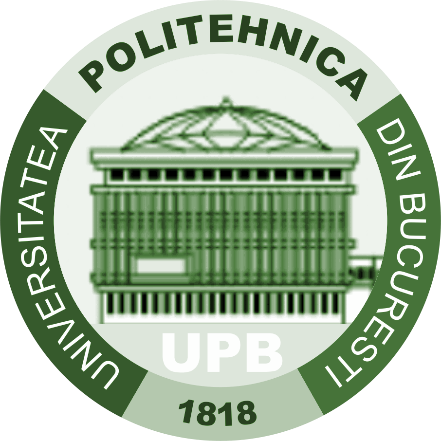 UNIVERSITATEA
POLITEHNICA
DIN BUCURESTI
UPB
1818